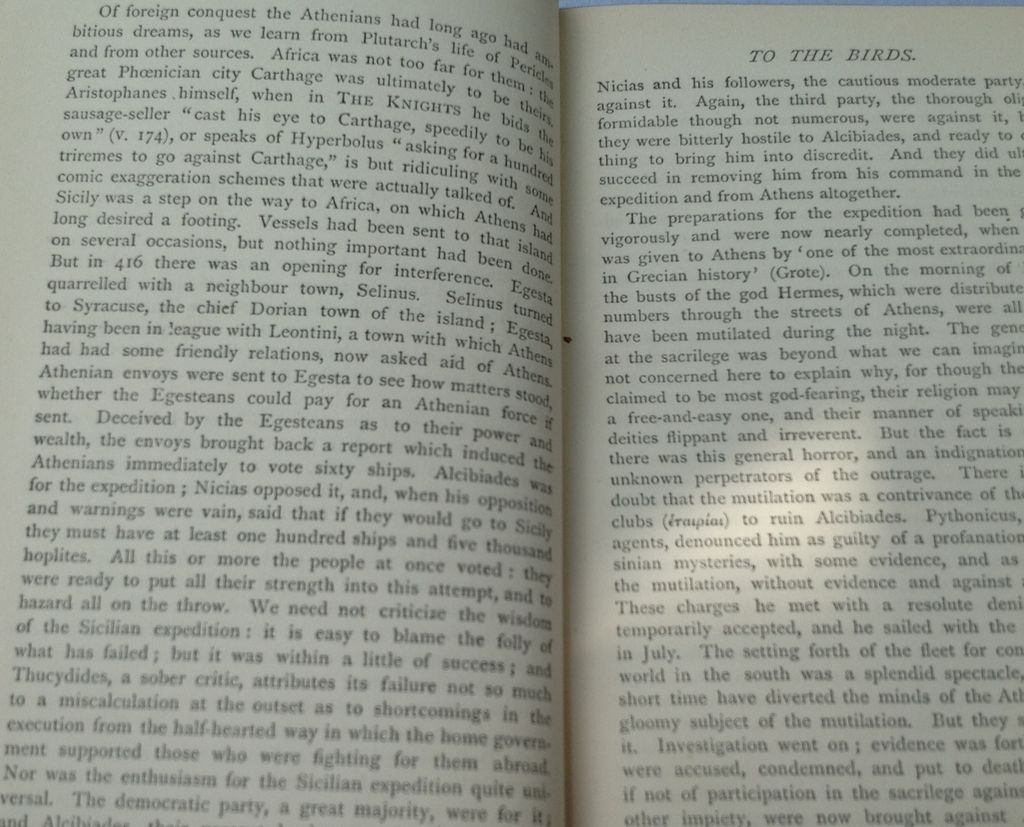 Of foreign conquest the Athenians had long ago had am-
bitious dreams, as we learn from Plutarch's life of Pericles
and from other sources. Africa was not too far for them: the
great Phœnician city Carthage was ultimately to be theirs.
Aristophanes himself, when in THE KNIGHTS he bids the
sausage-seller "cast his eye to Carthage, speedily to be his
own" (v. 174), or speaks of Hyperbolus "asking for a hundred
triremes to go against Carthage," is but ridiculing with some
comic exaggeration schemes that were actually talked of. And
Sicily was a step on the way to Africa, on which Athens had
long desired a footing. Vessels had been sent to that island
on several occasions, but nothing important had been done.
But in 416 there was an opening for interference. Egesta
quarrelled with a neighbour town, Selinus. Selinus turned
to Syracuse, the chief Dorian town of the island; Egesta,
having been in league with Leontini, a town with which Athens
had had some friendly relations, now asked aid of Athens.
Athenian envoys were sent to Egesta to see how matters stood,
whether the Egesteans could pay for an Athenian force if
sent. Deceived by the Egesteans as to their power and
wealth, the envoys brought back a report which induced the
Athenians immediately to vote sixty ships. Alcibiades was
for the expedition; Nicias opposed it, and, when his opposition
and warnings were vain, said that if they would go to Sicily
they must have at least one hundred ships and five thousand
hoplites. All this or more the people at once voted: they
were ready to put all their strength into this attempt, and to
hazard all on the throw. We need not criticize the wisdom
of the Sicilian expedition: it is easy to blame the folly of
what has failed; but it was within a little of success; and
Thucydides, a sober critic, attributes its failure not so much
to a miscalculation at the outset as to shortcomings in the
execution from the half-hearted way in which the home govern-
ment supported those who were fighting for them abroad.
Nor was the enthusiasm for the Sicilian expedition quite uni-
versal. The democratic party, a great majority, were for it;
and Alcibiades, their
TO THE BIRDS.
Nicias and his followers, the cautious moderate party,
against it. Again, the third party, the thorough oli
formidable though not numerous, were against it,
they were bitterly hostile to Alcibiades, and ready to
thing to bring him into discredit. And they did ul
succeed in removing him from his command in the
expedition and from Athens altogether.
The preparations for the expedition had been
vigorously and were now nearly completed, when
was given to Athens by 'one of the most extraordina
in Grecian history' (Grote). On the morning of
the busts of the god Hermes, which were distribute
numbers through the streets of Athens, were all
have been mutilated during the night. The gene
at the sacrilege was beyond what we can imagin
not concerned here to explain why, for though the
claimed to be most god-fearing, their religion may
a free-and-easy one, and their manner of speaki
deities flippant and irreverent. But the fact is
there was this general horror, and an indignation
unknown perpetrators of the outrage. There i
doubt that the mutilation was a contrivance of the
clubs (ἑταιρίαι) to ruin Alcibiades. Pythonicus,
agents, denounced him as guilty of a profanation
sinian mysteries, with some evidence, and as
the mutilation, without evidence and against
These charges he met with a resolute deni
temporarily accepted, and he sailed with the
in July. The setting forth of the fleet for con
world in the south was a splendid spectacle,
short time have diverted the minds of the Ath
gloomy subject of the mutilation. But they s
it. Investigation went on; evidence was fort
were accused, condemned, and put to death
if not of participation in the sacrilege agains
other impiety, were now brought against